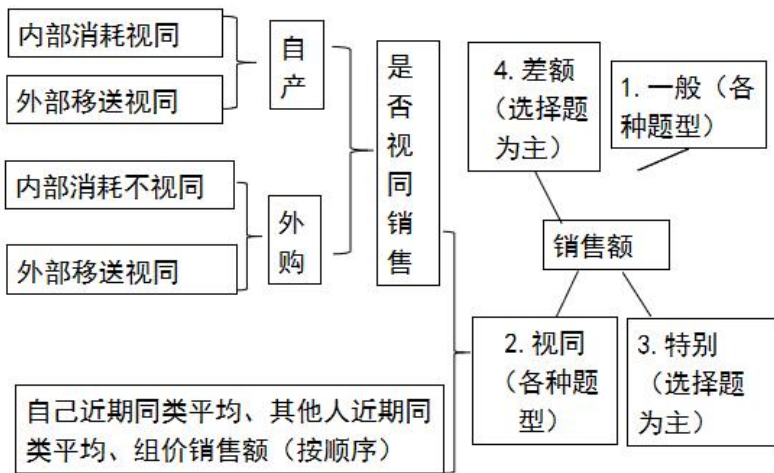 内部消耗视同
外部移送视同
自
产
内部消耗不视同
外部移送视同
外
购
是
否
视
同
销
售
自己近期同类平均、其他人近期同
类平均、组价销售额（按顺序）
4. 差额
（选择题
为主）
1. 一般（各
种题型）
销售额
2. 视同
（各种题
型）
3. 特别
（选择题
为主）